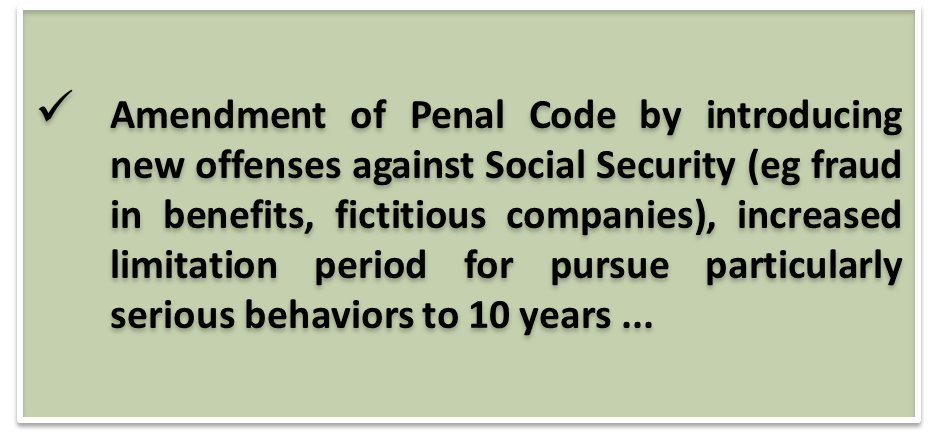 ✓ Amendment of Penal Code by introducing
new offenses against Social Security (eg fraud
in benefits, fictitious companies), increased
limitation period for pursue particularly
serious behaviors to 10 years ...